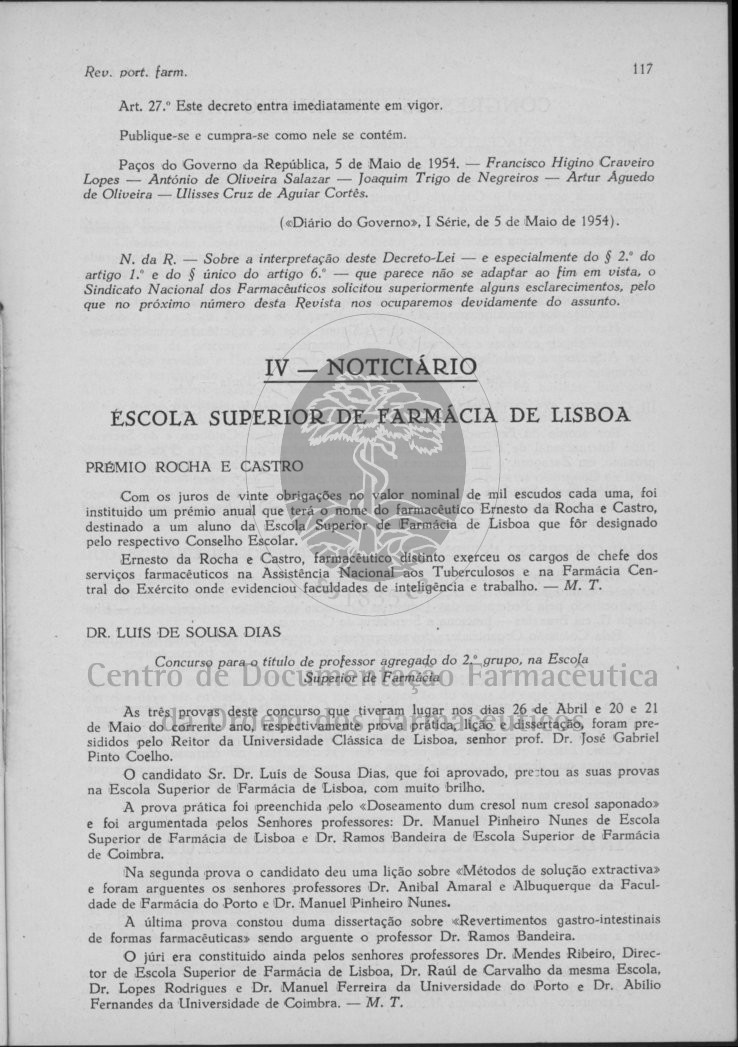 Rev. port. farm.
117
Art. 27.º Este decreto entra imediatamente em vigor.
Publique-se e cumpra-se como nele se contém.
Paços do Governo da República, 5 de Maio de 1954. — Francisco Higino Craveiro
Lopes — António de Oliveira Salazar — Joaquim Trigo de Negreiros — Artur Águedo
de Oliveira — Ulisses Cruz de Aguiar Cortês.
(«Diário do Governo», I Série, de 5 de Maio de 1954).
N. da R. — Sobre a interpretação deste Decreto-Lei — e especialmente do § 2.º do
artigo 1.º e do § único do artigo 6.º — que parece não se adaptar ao fim em vista, o
Sindicato Nacional dos Farmacêuticos solicitou superiormente alguns esclarecimentos, pelo
que no próximo número desta Revista nos ocuparemos devidamente do assunto.
IV — NOTICIÁRIO
ESCOLA SUPERIOR DE FARMÁCIA DE LISBOA
PRÉMIO ROCHA E CASTRO
Com os juros de vinte obrigações no valor nominal de mil escudos cada uma, foi
instituido um prémio anual que terá o nome do farmacêutico Ernesto da Rocha e Castro,
destinado a um aluno da Escola Superior de Farmácia de Lisboa que fôr designado
pelo respectivo Conselho Escolar.
Ernesto da Rocha e Castro, farmacêutico distinto exerceu os cargos de chefe dos
serviços farmacêuticos na Assistência Nacional aos Tuberculosos e na Farmácia Cen-
tral do Exército onde evidenciou faculdades de inteligência e trabalho. — M. T.
DR. LUIS DE SOUSA DIAS
Concurso para o título de professor agregado do 2.º grupo, na Escola
Superior de Farmácia
Centro de Documentação Farmacêutica
da Ordem dos Farmacêuticos
As três provas deste concurso que tiveram lugar nos dias 26 de Abril e 20 e 21
de Maio do corrente ano, respectivamente prova prática, lição e dissertação, foram pre-
sididos pelo Reitor da Universidade Clássica de Lisboa, senhor prof. Dr. José Gabriel
Pinto Coelho.
O candidato Sr. Dr. Luis de Sousa Dias, que foi aprovado, prestou as suas provas
na Escola Superior de Farmácia de Lisboa, com muito brilho.
A prova prática foi preenchida pelo «Doseamento dum cresol num cresol saponado»
e foi argumentada pelos Senhores professores: Dr. Manuel Pinheiro Nunes de Escola
Superior de Farmácia de Lisboa e Dr. Ramos Bandeira de Escola Superior de Farmácia
de Coimbra.
Na segunda prova o candidato deu uma lição sobre «Métodos de solução extractiva»
e foram arguentes os senhores professores Dr. Anibal Amaral e Albuquerque da Facul-
dade de Farmácia do Porto e Dr. Manuel Pinheiro Nunes.
A última prova constou duma dissertação sobre «Revertimentos gastro-intestinais
de formas farmacêuticas» sendo arguente o professor Dr. Ramos Bandeira.
O júri era constituido ainda pelos senhores professores Dr. Mendes Ribeiro, Direc-
tor de Escola Superior de Farmácia de Lisboa, Dr. Raúl de Carvalho da mesma Escola,
Dr. Lopes Rodrigues e Dr. Manuel Ferreira da Universidade do Porto e Dr. Abilio
Fernandes da Universidade de Coimbra. — M. T.